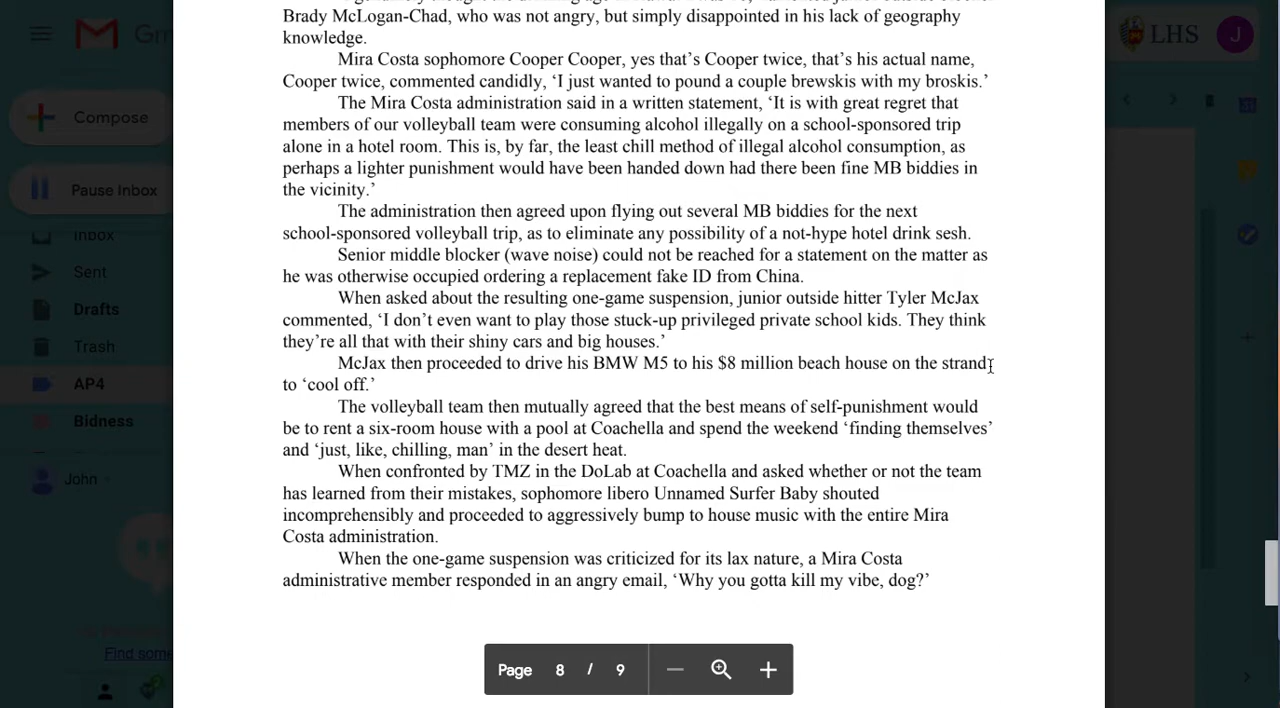 Brady McLogan-Chad, who was not angry, but simply disappointed in his lack of geography
knowledge.
Mira Costa sophomore Cooper Cooper, yes that's Cooper twice, that's his actual name,
Cooper twice, commented candidly, 'I just wanted to pound a couple brewskis with my broskis.'
The Mira Costa administration said in a written statement, 'It is with great regret that
members of our volleyball team were consuming alcohol illegally on a school-sponsored trip
alone in a hotel room. This is, by far, the least chill method of illegal alcohol consumption, as
perhaps a lighter punishment would have been handed down had there been fine MB biddies in
the vicinity.'
The administration then agreed upon flying out several MB biddies for the next
school-sponsored volleyball trip, as to eliminate any possibility of a not-hype hotel drink sesh.
Senior middle blocker (wave noise) could not be reached for a statement on the matter as
he was otherwise occupied ordering a replacement fake ID from China.
When asked about the resulting one-game suspension, junior outside hitter Tyler McJax
commented, 'I don't even want to play those stuck-up privileged private school kids. They think
they're all that with their shiny cars and big houses.'
McJax then proceeded to drive his BMW M5 to his $8 million beach house on the strand
to 'cool off.'
The volleyball team then mutually agreed that the best means of self-punishment would
be to rent a six-room house with a pool at Coachella and spend the weekend 'finding themselves'
and 'just, like, chilling, man' in the desert heat.
When confronted by TMZ in the DoLab at Coachella and asked whether or not the team
has learned from their mistakes, sophomore libero Unnamed Surfer Baby shouted
incomprehensibly and proceeded to aggressively bump to house music with the entire Mira
Costa administration.
When the one-game suspension was criticized for its lax nature, a Mira Costa
administrative member responded in an angry email, 'Why you gotta kill my vibe, dog?'
Page 8 / 9
Gm
Compose
Pause Inbox
Inbox
Sent
Drafts
Trash
AP4
Bidness
John
Find some
LHS
J